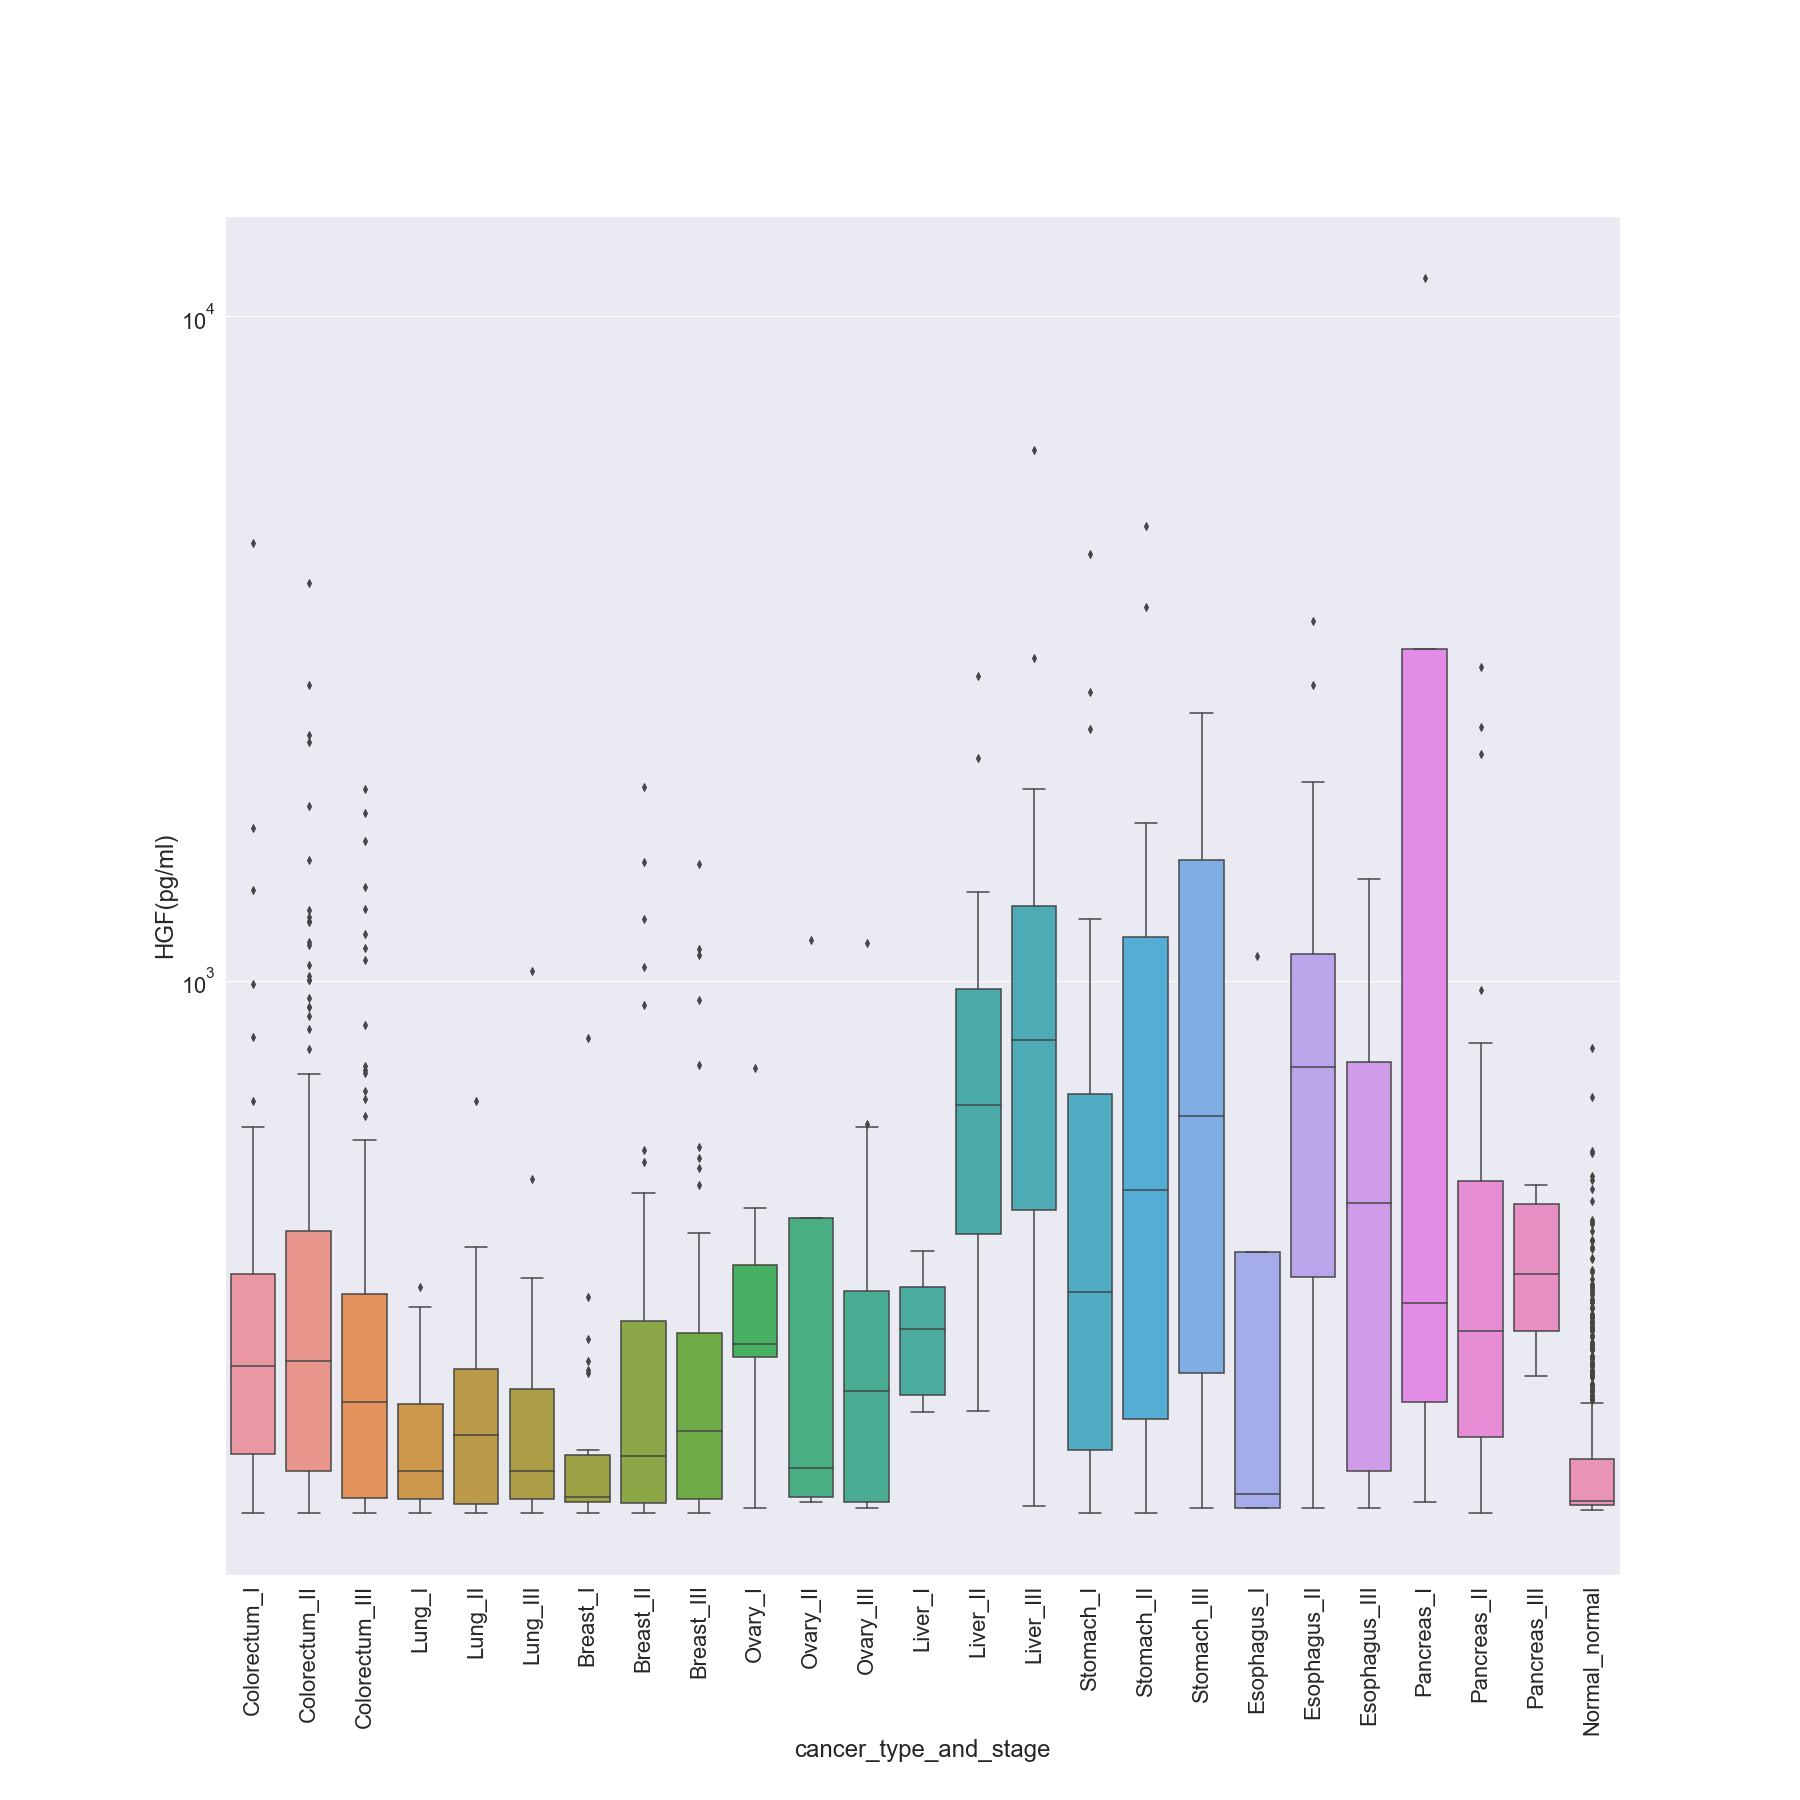 10^4
10^3
HGF(pg/ml)
Colorectum_I
Colorectum_II
Colorectum_III
Lung_I
Lung_II
Lung_III
Breast_I
Breast_II
Breast_III
Ovary_I
Ovary_II
Ovary_III
Liver_I
Liver_II
Liver_III
Stomach_I
Stomach_II
Stomach_III
Esophagus_I
Esophagus_II
Esophagus_III
Pancreas_I
Pancreas_II
Pancreas_III
Normal_normal
cancer_type_and_stage